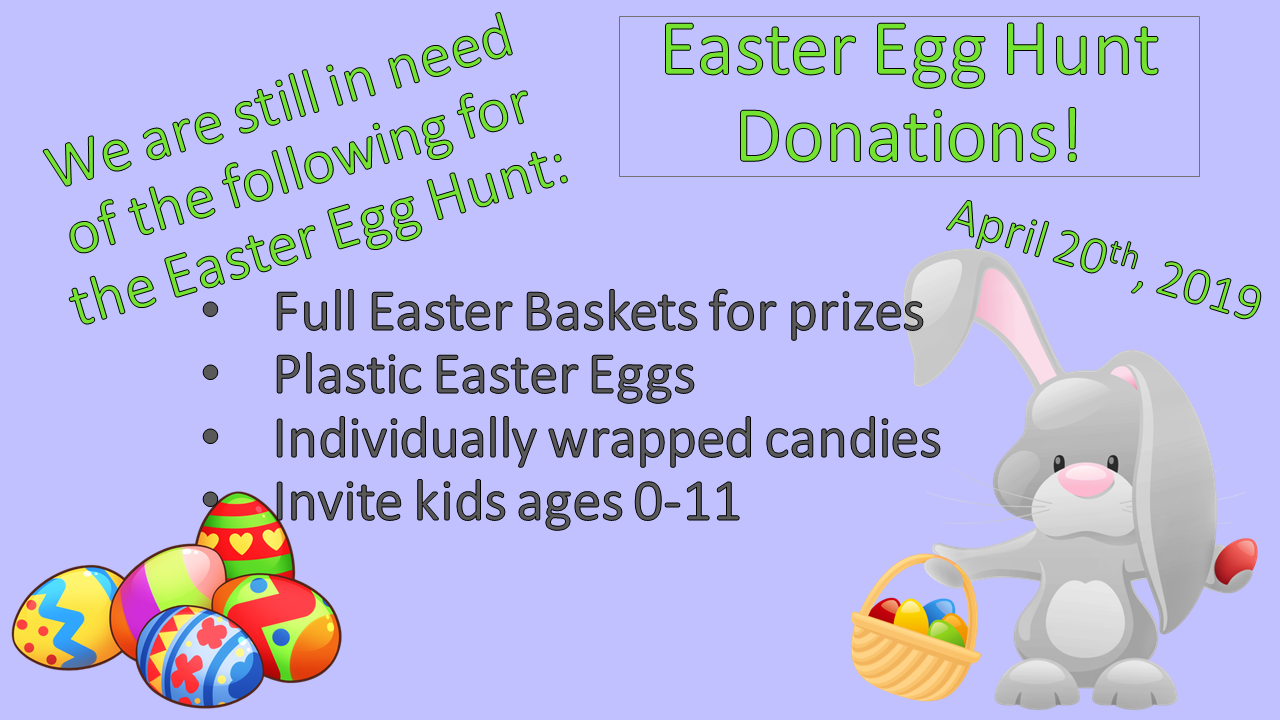 Easter Egg Hunt
Donations!
We are still in need
of the following for
the Easter Egg Hunt:
April 20th, 2019
• Full Easter Baskets for prizes
• Plastic Easter Eggs
• Individually wrapped candies
• Invite kids ages 0-11